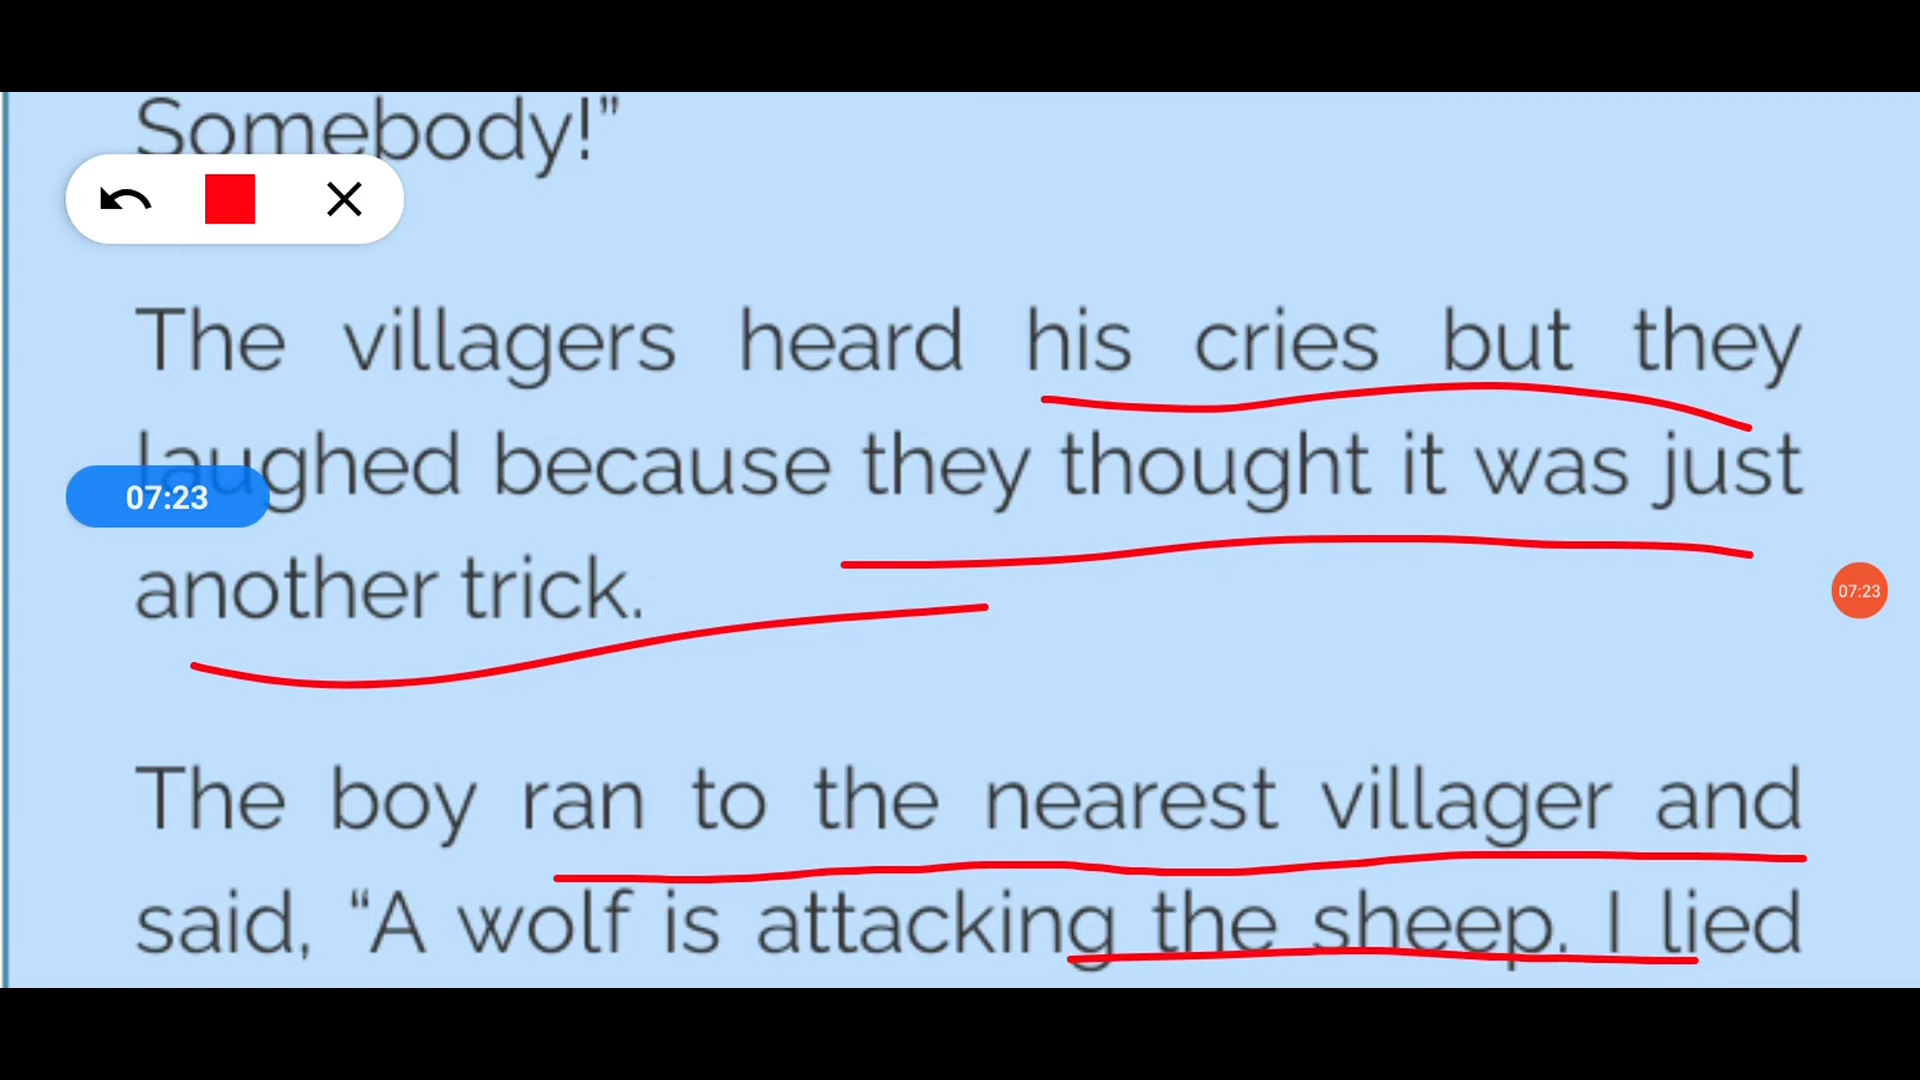 Somebody!”
The villagers heard his cries but they
laughed because they thought it was just
07:23
another trick.
07:23
The boy ran to the nearest villager and
said, “A wolf is attacking the sheep. I lied